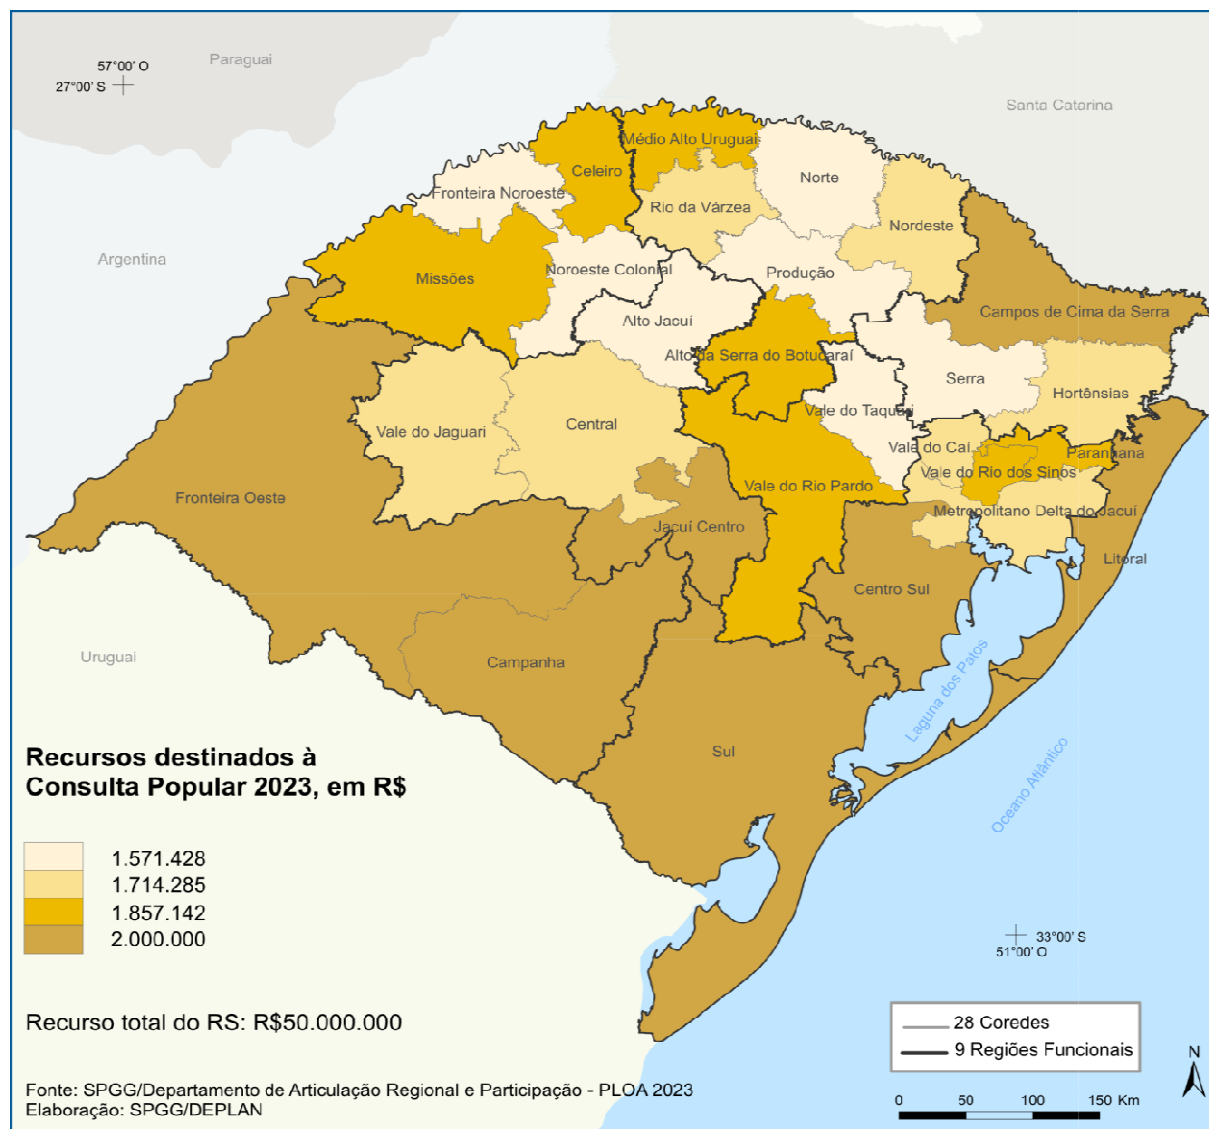 Paraguai
57°00' O
27°00' S
Santa Catarina
Argentina
Uruguai
Médio Alto Uruguai
Celeiro
Norte
Fronteira Noroeste
Rio da Várzea
Nordeste
Noroeste Colonial
Produção
Missões
Campos de Cima da Serra
Alto Jacuí
Alto da Serra do Botucaraí
Serra
Hortênsias
Vale do Taquari
Vale do Jaguari
Central
Vale do Caí
Paranhana
Vale do Rio dos Sinos
Vale do Rio Pardo
Fronteira Oeste
Metropolitano Delta do Jacuí
Jacuí Centro
Litoral
Centro Sul
Campanha
Laguna dos Patos
Sul
Oceano Atlântico
Recursos destinados à
Consulta Popular 2023, em R$
1.571.428
1.714.285
1.857.142
2.000.000
33°00' S
51°00' O
Recurso total do RS: R$50.000.000
28 Coredes
9 Regiões Funcionais
N
Fonte: SPGG/Departamento de Articulação Regional e Participação - PLOA 2023
Elaboração: SPGG/DEPLAN
0 50 100 150 Km